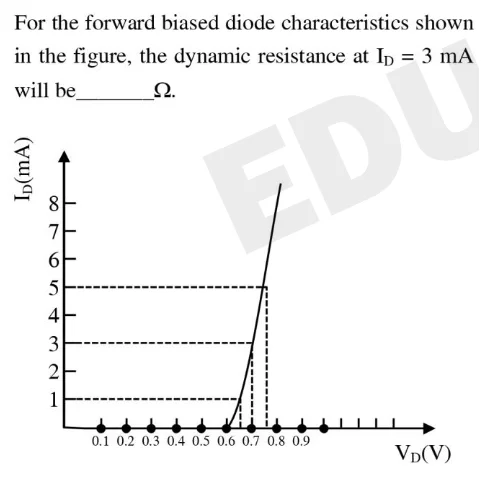 For the forward biased diode characteristics shown
in the figure, the dynamic resistance at I_D = 3 mA
will be_______Ω.
EDU
I_D(mA)
8
7
6
5
4
3
2
1
0.1 0.2 0.3 0.4 0.5 0.6 0.7 0.8 0.9
V_D(V)